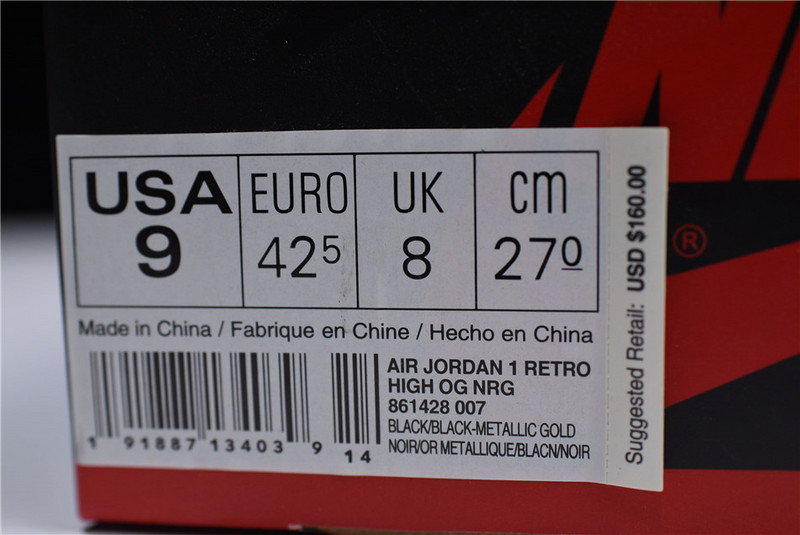 USA EURO UK cm
9 42⁵ 8 27⁰
Made in China / Fabrique en Chine / Hecho en China
AIR JORDAN 1 RETRO
HIGH OG NRG
861428 007
BLACK/BLACK-METALLIC GOLD
NOIR/OR METALLIQUE/BLACN/NOIR
1 91887 13403 9 14
Suggested Retail: USD $160.00
®